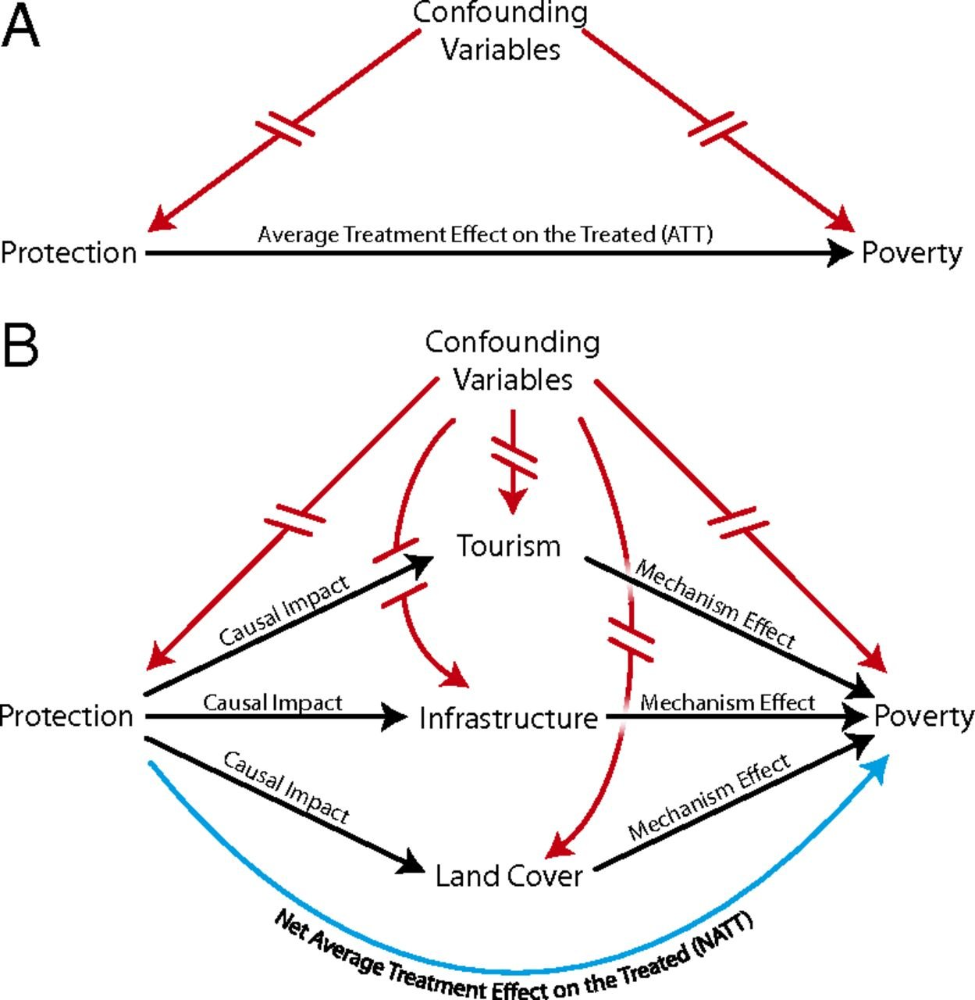 A
Confounding
Variables
Average Treatment Effect on the Treated (ATT)
Protection
Poverty
B
Confounding
Variables
Tourism
Causal Impact
Mechanism Effect
Protection
Causal Impact
Infrastructure
Mechanism Effect
Poverty
Causal Impact
Mechanism Effect
Land Cover
Net Average Treatment Effect on the Treated (NATT)